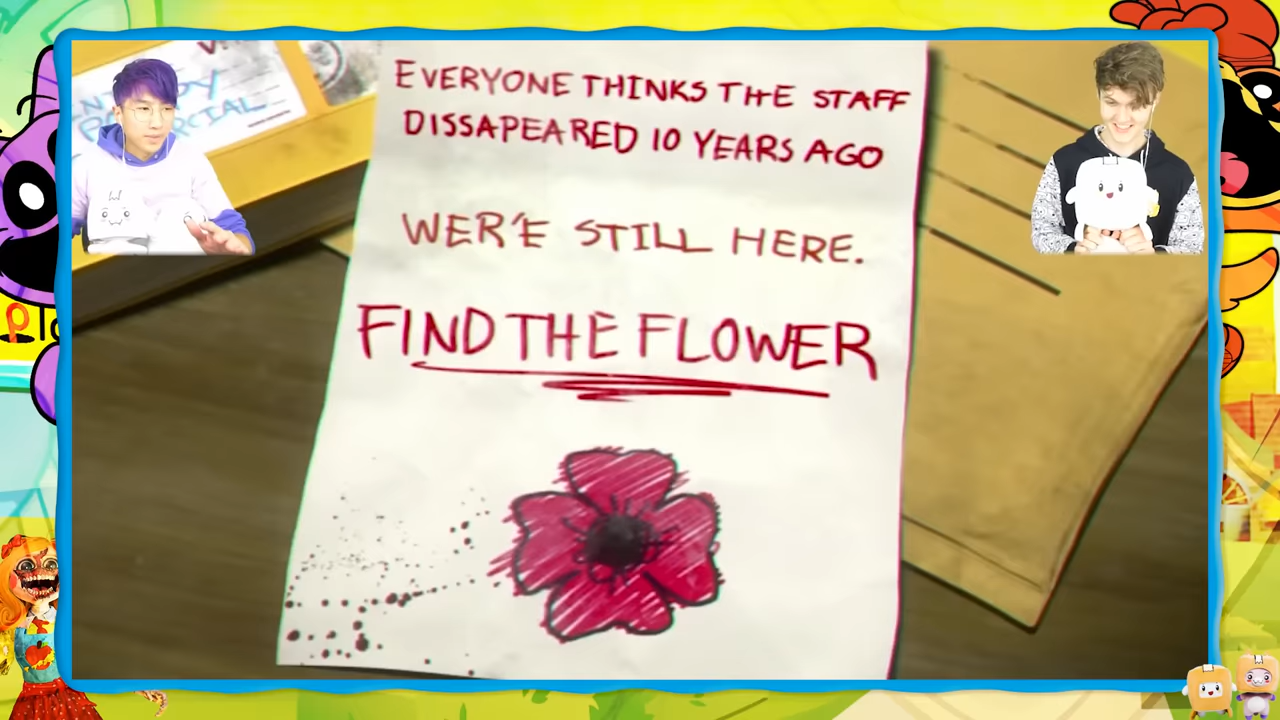 EVERYONE THINKS THE STAFF
DISSAPEARED 10 YEARS AGO
WER'E STILL HERE.
FIND THE FLOWER